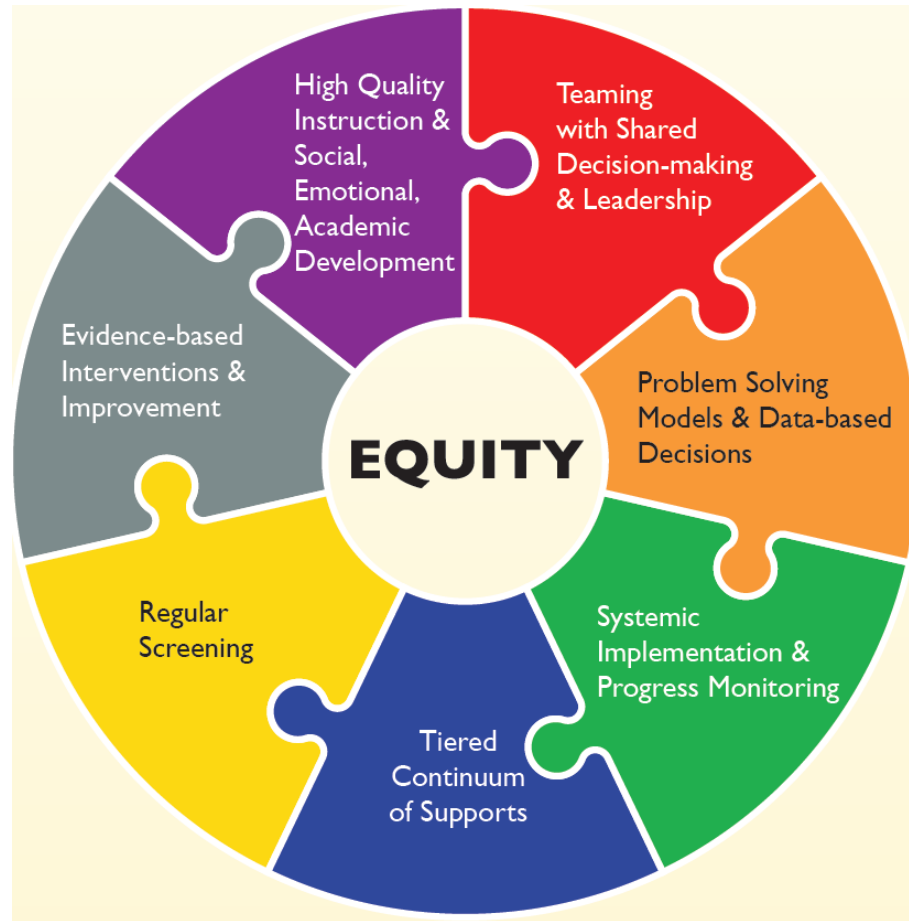 High Quality
Instruction &
Social,
Emotional,
Academic
Development
Teaming
with Shared
Decision-making
& Leadership
Problem Solving
Models & Data-based
Decisions
Systemic
Implementation &
Progress Monitoring
Tiered
Continuum
of Supports
Regular
Screening
Evidence-based
Interventions &
Improvement
EQUITY